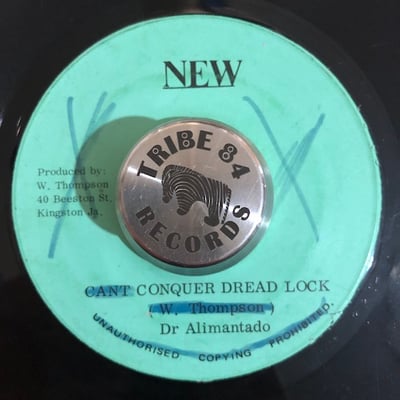 NEW
Produced by:
W. Thompson
40 Beeston St.
Kingston Ja.
TRIBE 84
RECORDS
CANT CONQUER DREAD LOCK
(W. Thompson)
Dr Alimantado
UNAUTHORISED COPYING PROHIBITED.